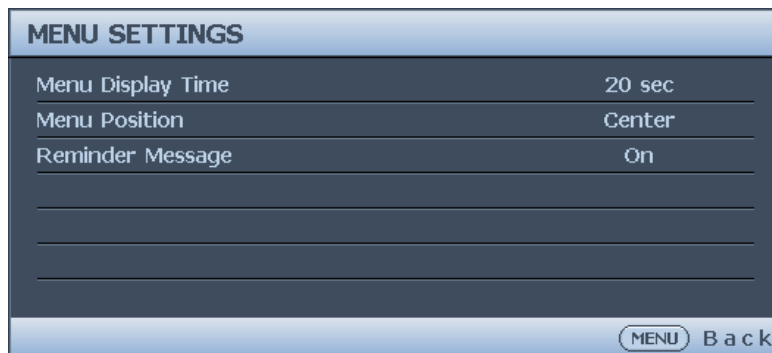 MENU SETTINGS
Menu Display Time 20 sec
Menu Position Center
Reminder Message On
MENU Back